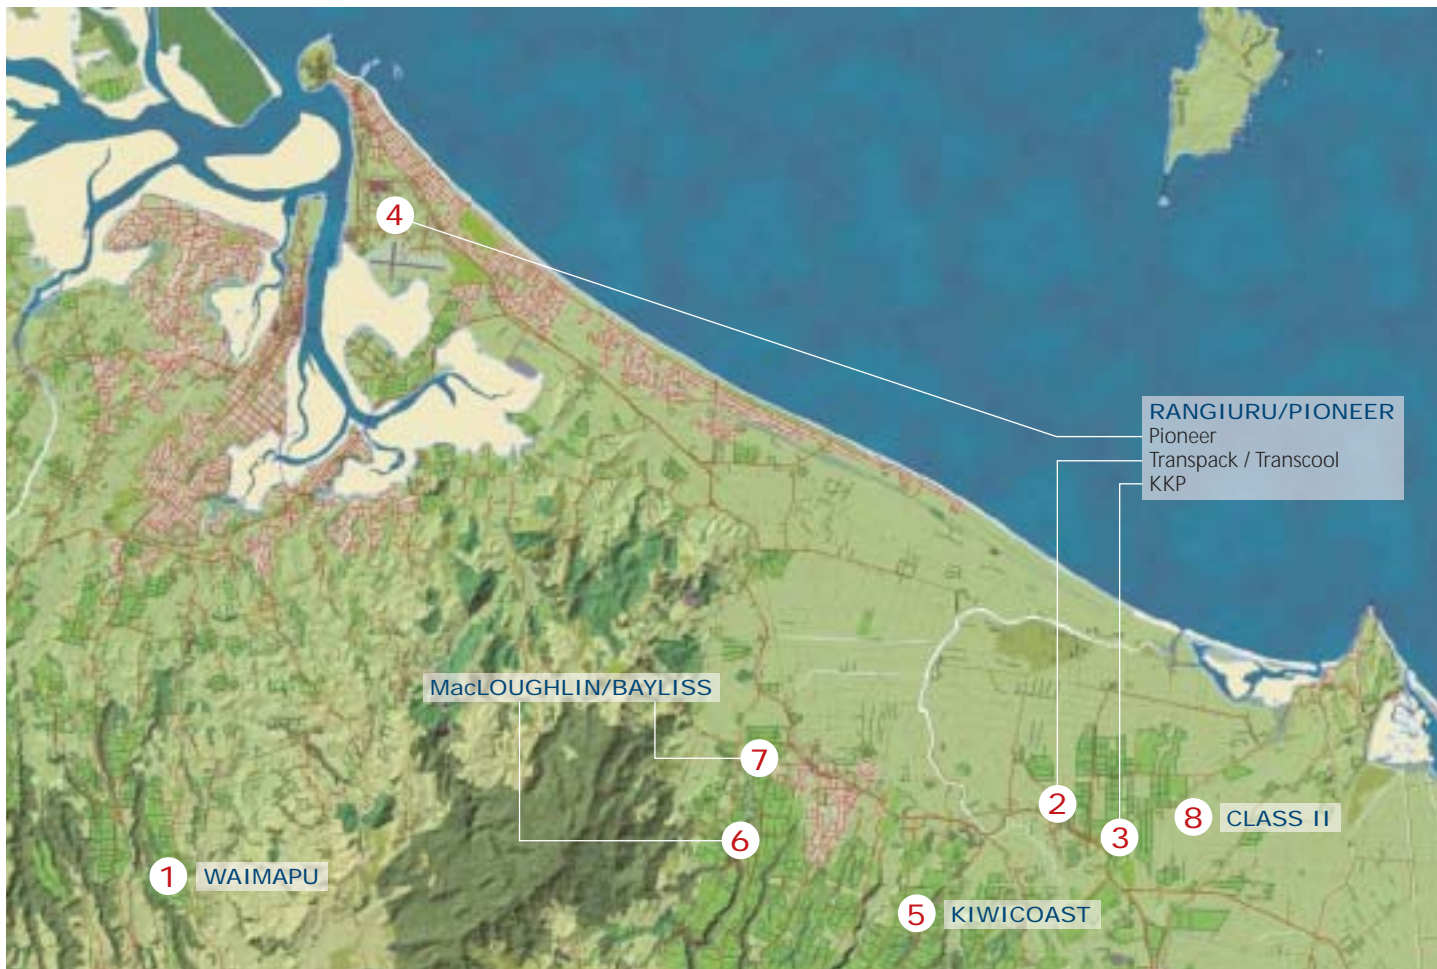 4
RANGIURU/PIONEER
Pioneer
Transpack / Transcool
KKP
MacLOUGHLIN/BAYLISS
7
2
8 CLASS II
3
6
1 WAIMAPU
5 KIWICOAST